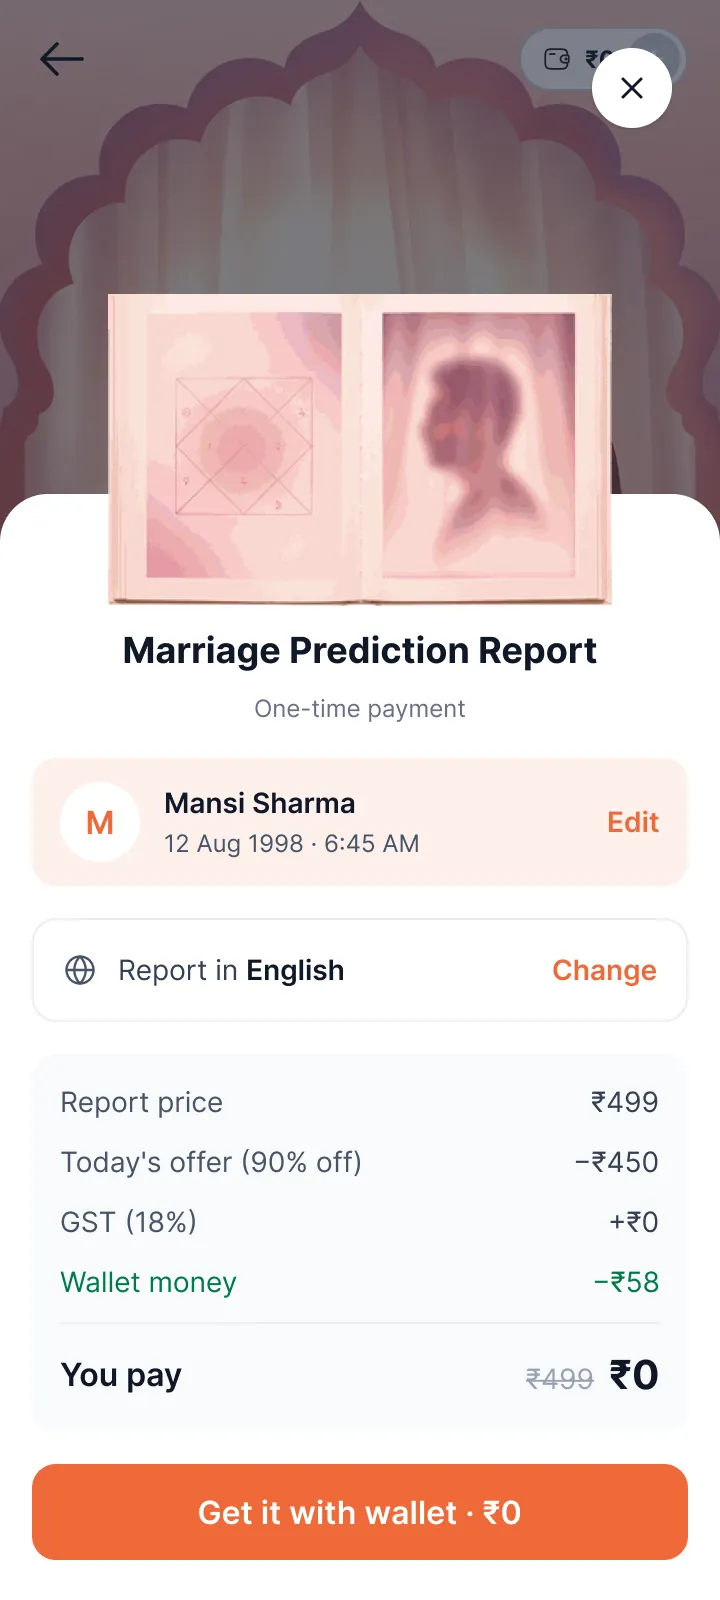 Marriage Prediction Report
One-time payment
M
Mansi Sharma
12 Aug 1998 · 6:45 AM
Edit
Report in English
Change
Report price ₹499
Today's offer (90% off) −₹450
GST (18%) +₹0
Wallet money −₹58
You pay ₹499 ₹0
Get it with wallet · ₹0